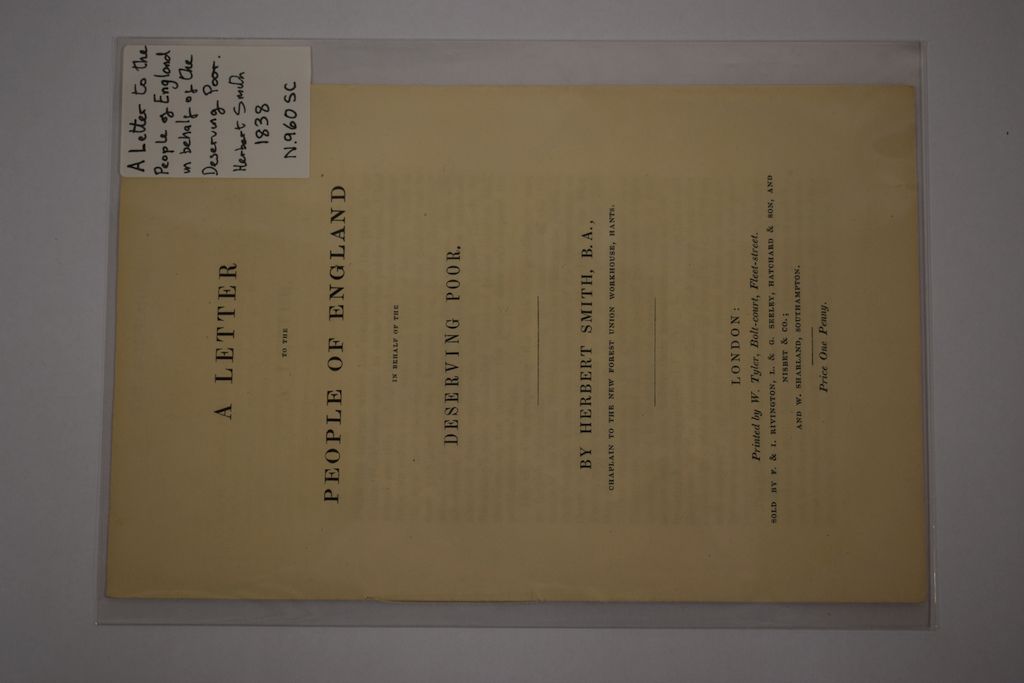 A Letter to the
People of England
in behalf of the
Deserving Poor.
Herbert Smith
1838
N.960 SC
A LETTER
TO THE
PEOPLE OF ENGLAND
IN BEHALF OF THE
DESERVING POOR.
BY HERBERT SMITH, B.A.,
CHAPLAIN TO THE NEW FOREST UNION WORKHOUSE, HANTS.
LONDON:
Printed by W. Tyler, Bolt-court, Fleet-street.
SOLD BY F. & I. RIVINGTON, L. & G. SEELEY, HATCHARD & SON, AND
NISBET & CO.;
AND W. SHARLAND, SOUTHAMPTON.
Price One Penny.